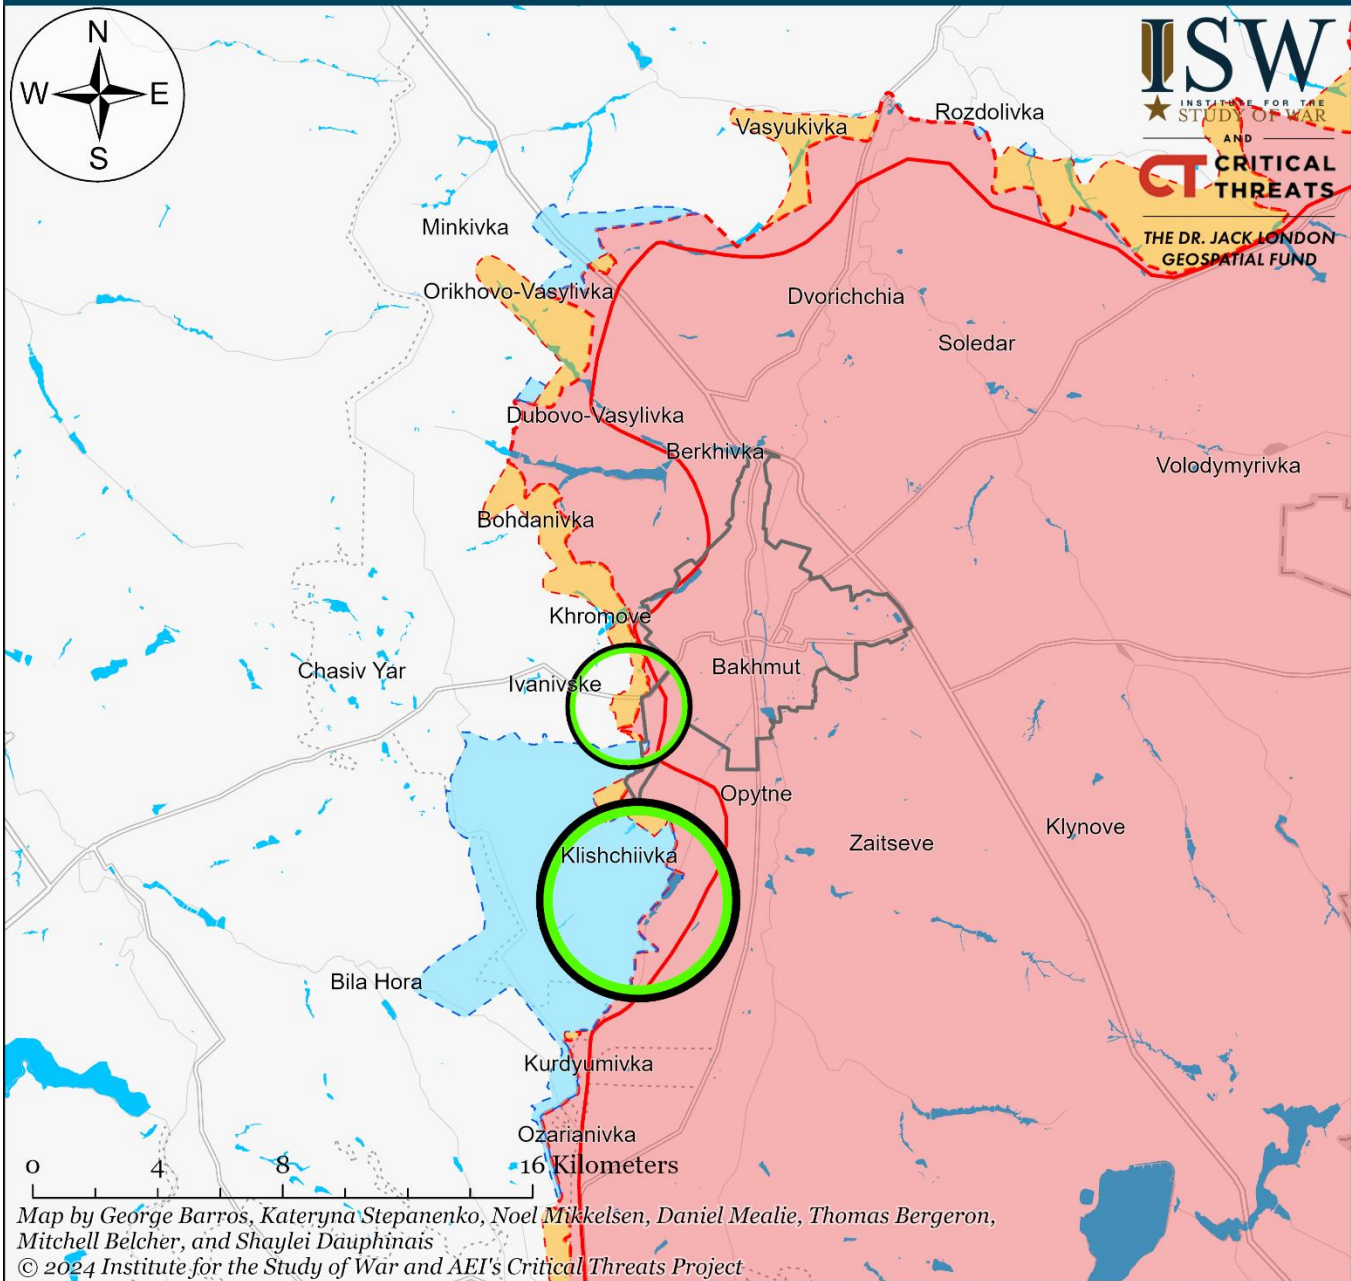 N
W E
S
ISW
INSTITUTE FOR THE
STUDY OF WAR
AND
CT CRITICAL
THREATS
THE DR. JACK LONDON
GEOSPATIAL FUND
Rozdolivka
Vasyukivka
Minkivka
Orikhovo-Vasylivka
Dvorichchia
Soledar
Dubovo-Vasylivka
Berkhivka
Volodymyrivka
Bohdanivka
Khromove
Chasiv Yar
Ivanivske
Bakhmut
Opytne
Klynove
Zaitseve
Klishchiivka
Bila Hora
Kurdyumivka
Ozarianivka
0 4 8 16 Kilometers
Map by George Barros, Kateryna Stepanenko, Noel Mikkelsen, Daniel Mealie, Thomas Bergeron,
Mitchell Belcher, and Shaylei Dauphinais
© 2024 Institute for the Study of War and AEI's Critical Threats Project